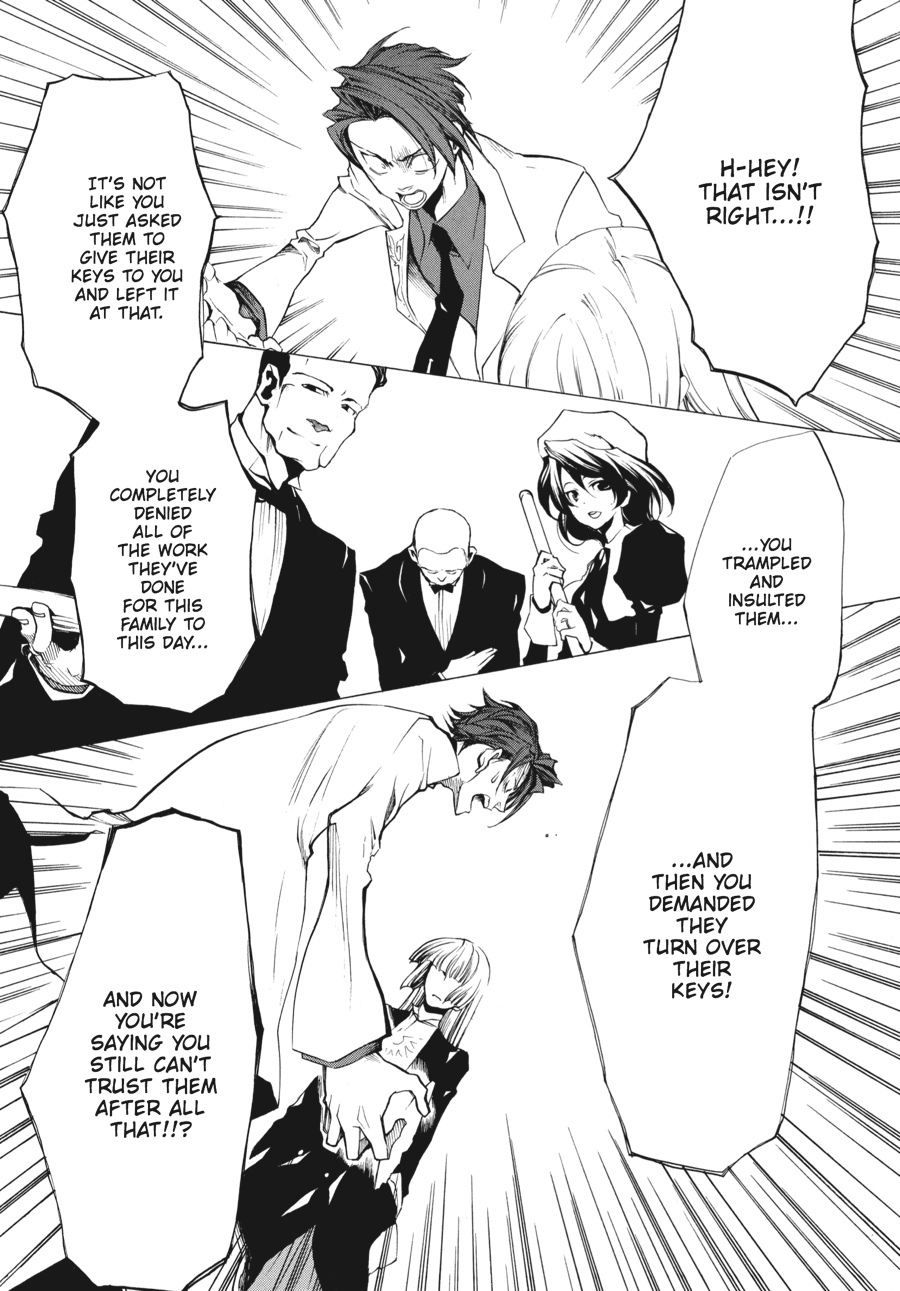 H-HEY!
THAT ISN'T
RIGHT...!!
IT'S NOT
LIKE YOU
JUST ASKED
THEM TO
GIVE THEIR
KEYS TO YOU
AND LEFT IT
AT THAT.
...YOU
TRAMPLED
AND
INSULTED
THEM...
YOU
COMPLETELY
DENIED
ALL OF
THE WORK
THEY'VE
DONE
FOR THIS
FAMILY TO
THIS DAY...
...AND
THEN YOU
DEMANDED
THEY
TURN OVER
THEIR
KEYS!
AND NOW
YOU'RE
SAYING YOU
STILL CAN'T
TRUST THEM
AFTER ALL
THAT!!?